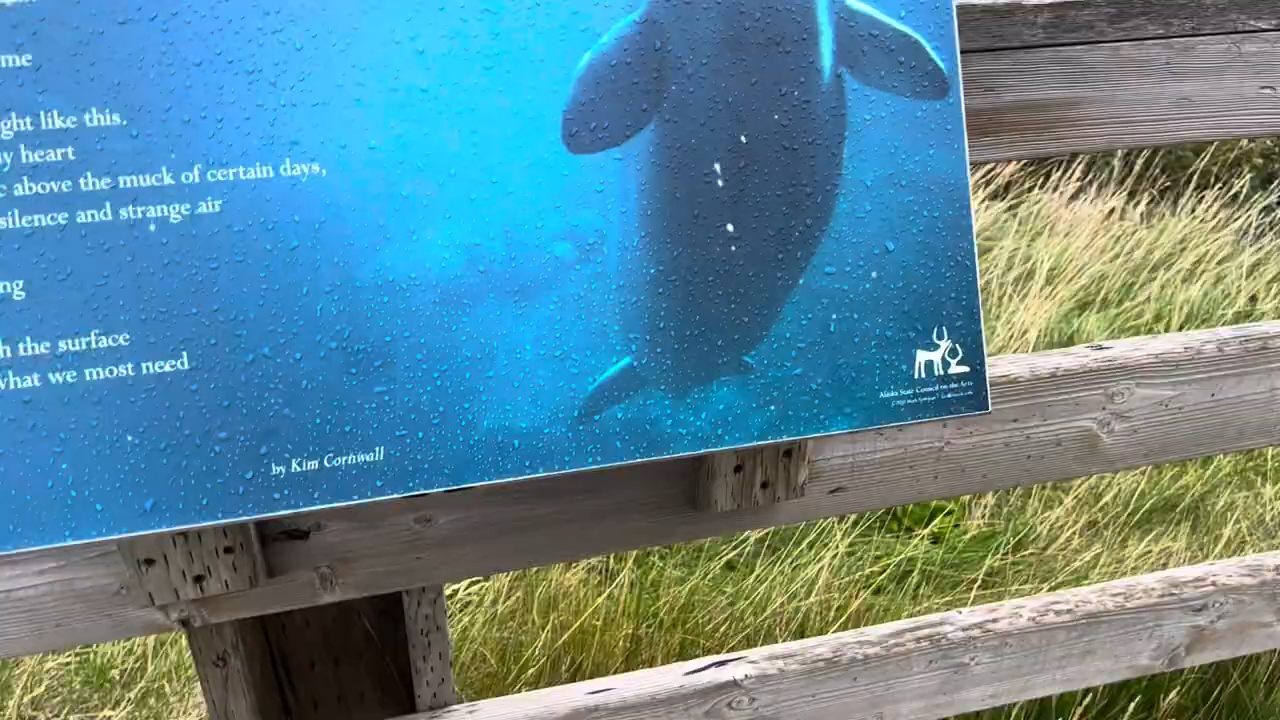 me
ght like this.
y heart
above the muck of certain days,
silence and strange air
ng
h the surface
what we most need
by Kim Cornwall
Alaska State Council on the Arts